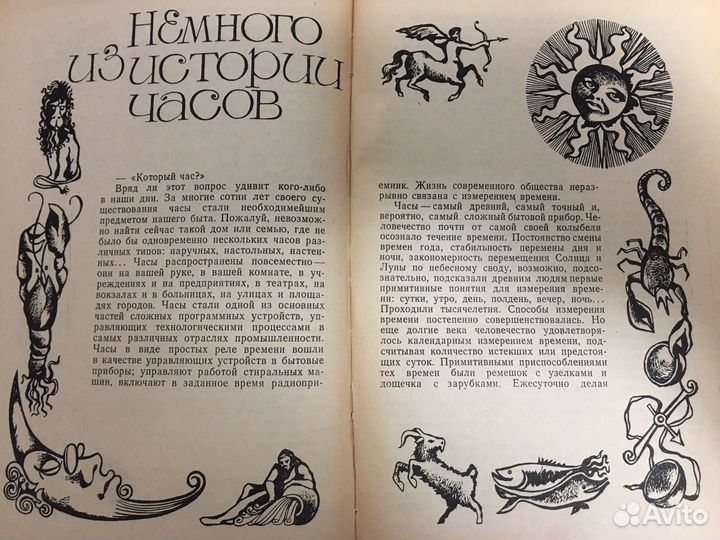 Немного
из истории
часов
— «Который час?»
Вряд ли этот вопрос удивит кого-либо
в наши дни. За многие сотни лет своего су-
ществования часы стали необходимейшим
предметом нашего быта. Пожалуй, невозмож-
но найти сейчас такой дом или семью, где не
было бы одновременно нескольких часов раз-
личных типов: наручных, настольных, настен-
ных... Часы распространены повсеместно —
они на вашей руке, в вашей комнате, в уч-
реждениях и на предприятиях, в театрах, на
вокзалах и в больницах, на улицах и площа-
дях городов. Часы стали одной из основных
частей сложных программных устройств, уп-
равляющих технологическими процессами в
самых различных отраслях промышленности.
Часы в виде простых реле времени вошли
в качестве управляющих устройств в бытовые
приборы; управляют работой стиральных ма-
шин, включают в заданное время радиопри-
емник. Жизнь современного общества нераз-
рывно связана с измерением времени.
Часы — самый древний, самый точный и,
вероятно, самый сложный бытовой прибор. Че-
ловечество почти от самой своей колыбели
осознало течение времени. Постоянство смены
времен года, стабильность перемены дня и
ночи, закономерность перемещения Солнца и
Луны по небесному своду, возможно, подсо-
знательно, подсказали древним людям первые
примитивные понятия для измерения време-
ни: сутки, утро, день, полдень, вечер, ночь...
Проходили тысячелетия. Способы измерения
времени постепенно совершенствовались. Но
еще долгие века человечество удовлетворя-
лось календарным измерением времени, под-
считывая количество истекших или предстоя-
щих суток. Примитивными приспособлениями
тех времен были ремешок с узелками и
дощечка с зарубками. Ежесуточно делая
Avito